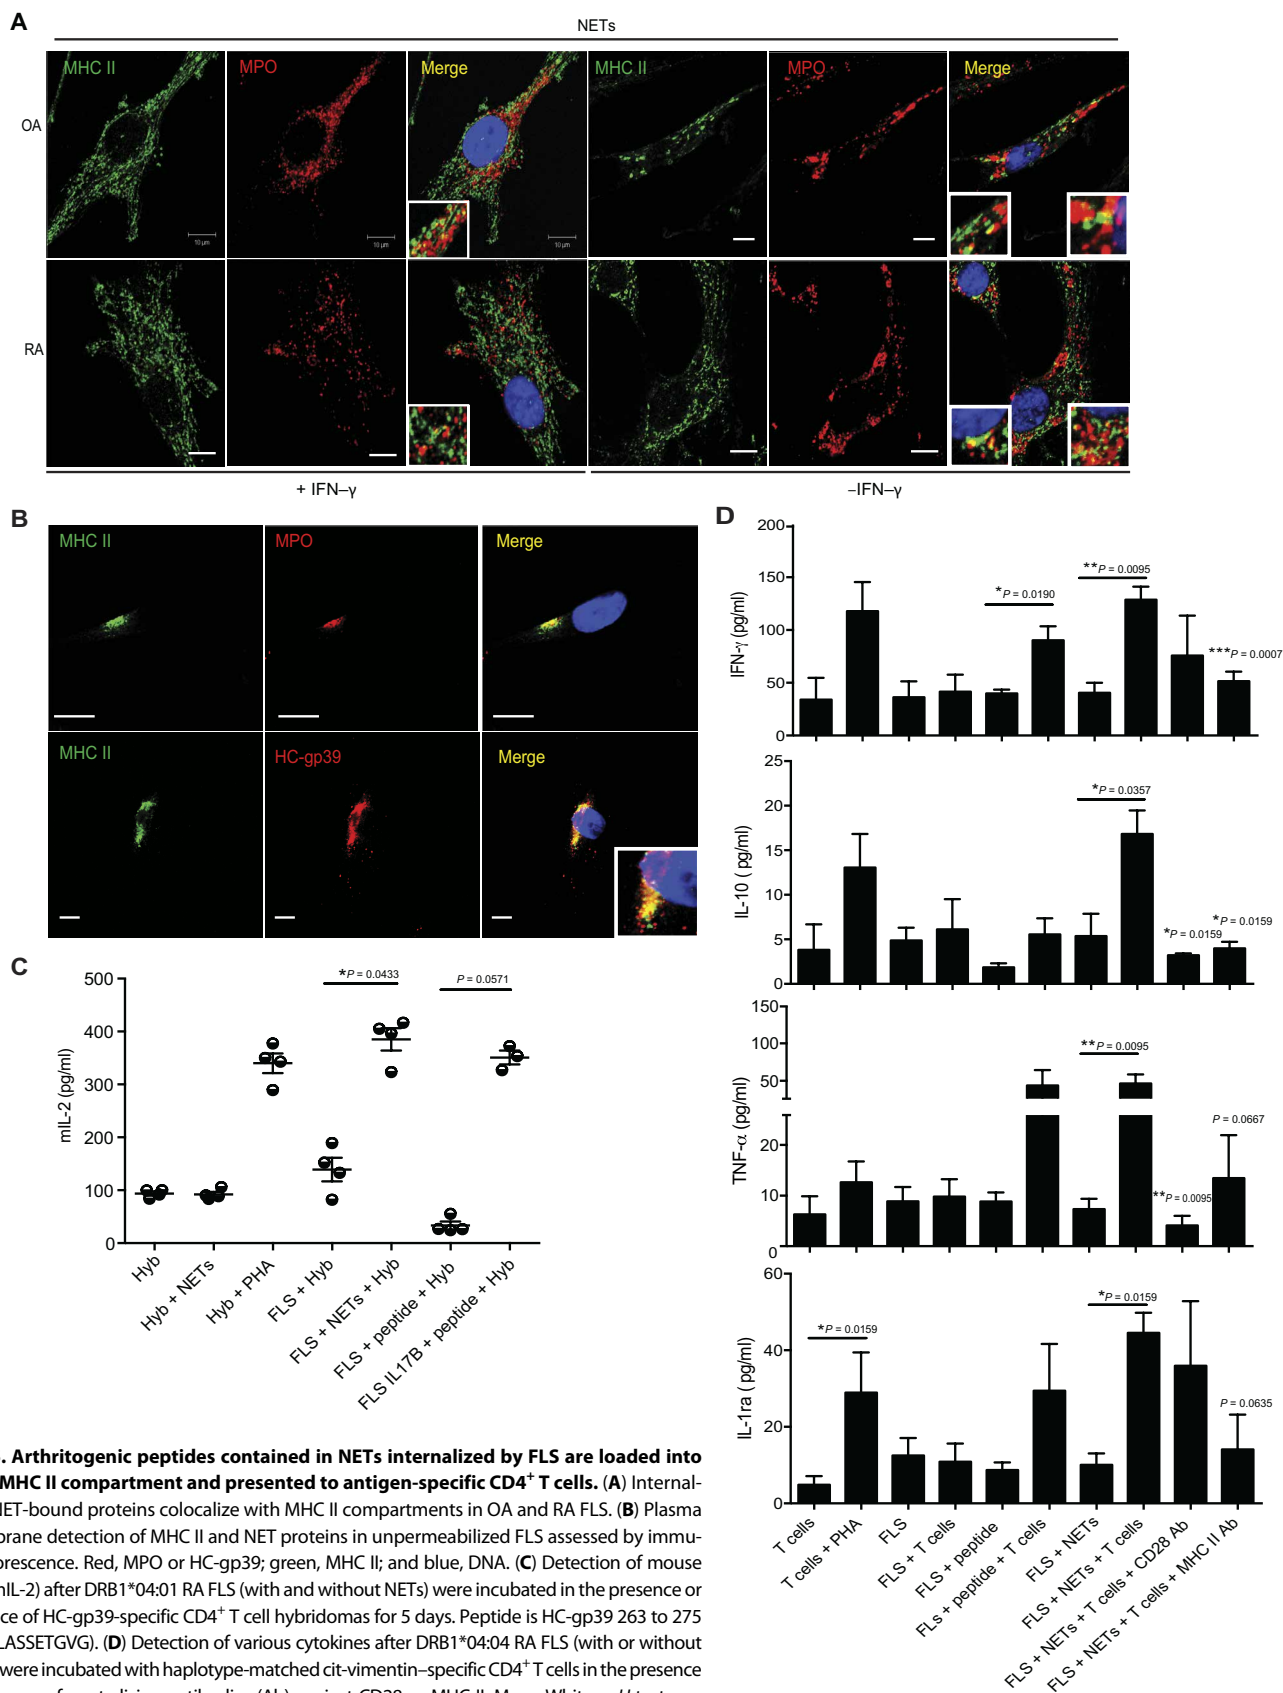 A
NETs
MHC II
MPO
Merge
MHC II
MPO
Merge
OA
10 µm
10 µm
10 µm
RA
+ IFN–γ
–IFN–γ
B
MHC II
MPO
Merge
MHC II
HC-gp39
Merge
C
mIL-2 (pg/ml)
500
400
300
200
100
0
*P = 0.0433
P = 0.0571
Hyb
Hyb + NETs
Hyb + PHA
FLS + Hyb
FLS + NETs + Hyb
FLS + peptide + Hyb
FLS IL17B + peptide + Hyb
D
IFN-γ (pg/ml)
200
150
100
50
0
*P = 0.0190
**P = 0.0095
***P = 0.0007
IL-10 ( pg/ml)
25
20
15
10
5
0
*P = 0.0357
*P = 0.0159
*P = 0.0159
TNF-α (pg/ml)
150
100
50
20
10
0
**P = 0.0095
**P = 0.0095
P = 0.0667
IL-1ra ( pg/ml)
60
40
20
0
*P = 0.0159
*P = 0.0159
P = 0.0635
T cells
T cells + PHA
FLS
FLS + T cells
FLS + peptide
FLs + peptide + T cells
FLS + NETs
FLS + NETs + T cells
FLS + NETs + T cells + CD28 Ab
FLS + NETs + T cells + MHC II Ab
. Arthritogenic peptides contained in NETs internalized by FLS are loaded into
MHC II compartment and presented to antigen-specific CD4+ T cells. (A) Internal-
NET-bound proteins colocalize with MHC II compartments in OA and RA FLS. (B) Plasma
brane detection of MHC II and NET proteins in unpermeabilized FLS assessed by immu-
orescence. Red, MPO or HC-gp39; green, MHC II; and blue, DNA. (C) Detection of mouse
mIL-2) after DRB1*04:01 RA FLS (with and without NETs) were incubated in the presence or
ce of HC-gp39-specific CD4+ T cell hybridomas for 5 days. Peptide is HC-gp39 263 to 275
LASSETGVG). (D) Detection of various cytokines after DRB1*04:04 RA FLS (with or without
were incubated with haplotype-matched cit-vimentin–specific CD4+ T cells in the presence